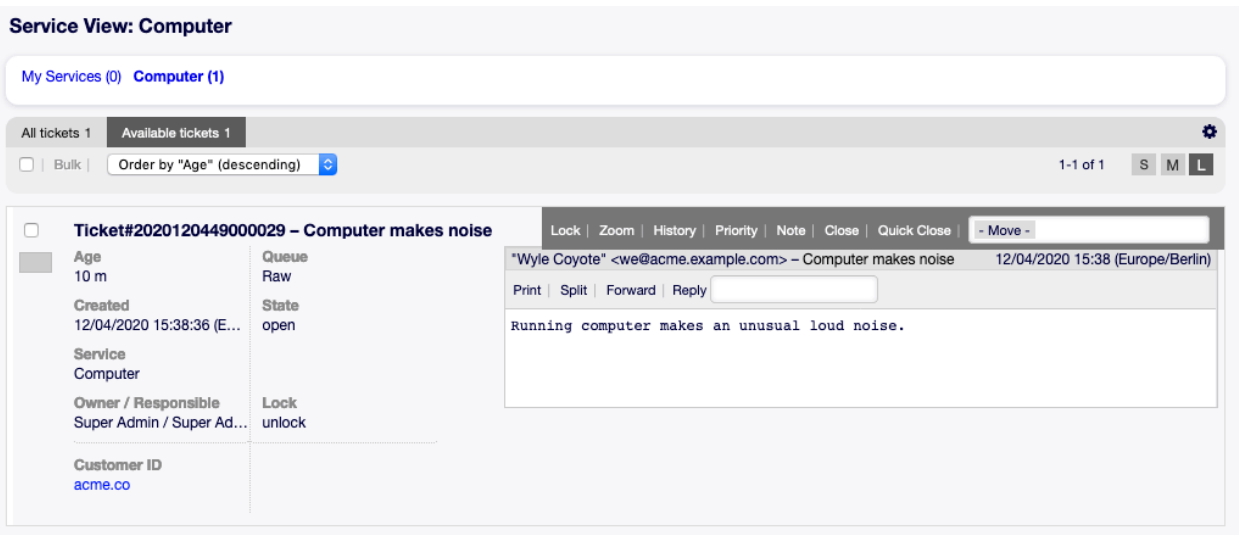 Service View: Computer
My Services (0) Computer (1)
All tickets 1 Available tickets 1
Bulk | Order by "Age" (descending) 1-1 of 1 S M L
Ticket#2020120449000029 – Computer makes noise
Lock | Zoom | History | Priority | Note | Close | Quick Close | - Move -
Age
10 m
Queue
Raw
Created
12/04/2020 15:38:36 (E…
State
open
Service
Computer
Owner / Responsible
Super Admin / Super Ad…
Lock
unlock
Customer ID
acme.co
"Wyle Coyote" <we@acme.example.com> – Computer makes noise 12/04/2020 15:38 (Europe/Berlin)
Print | Split | Forward | Reply
Running computer makes an unusual loud noise.